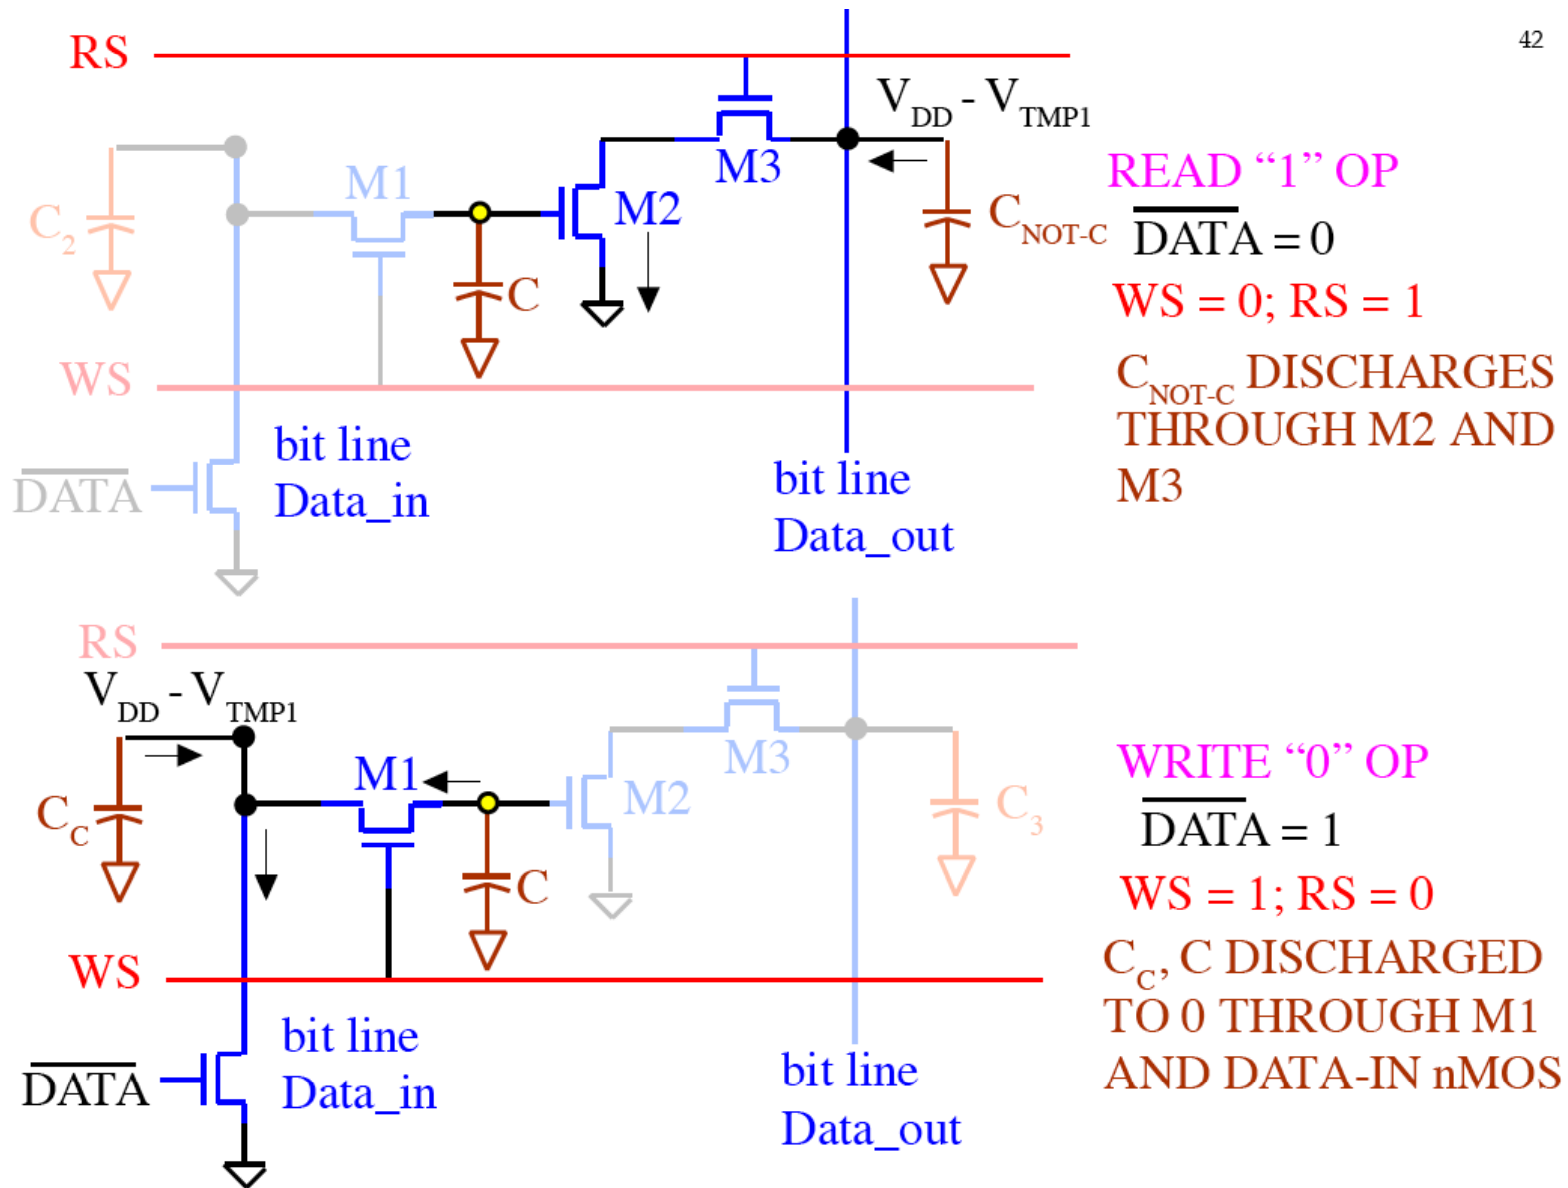 42
RS
V_DD - V_TMP1
M1
M2
M3
C_2
C
C_NOT-C
WS
DATA
bit line
Data_in
bit line
Data_out
READ “1” OP
DATA = 0
WS = 0; RS = 1
C_NOT-C DISCHARGES
THROUGH M2 AND
M3
RS
V_DD - V_TMP1
M1
M2
M3
C_C
C
C_3
WS
DATA
bit line
Data_in
bit line
Data_out
WRITE “0” OP
DATA = 1
WS = 1; RS = 0
C_C, C DISCHARGED
TO 0 THROUGH M1
AND DATA-IN nMOS